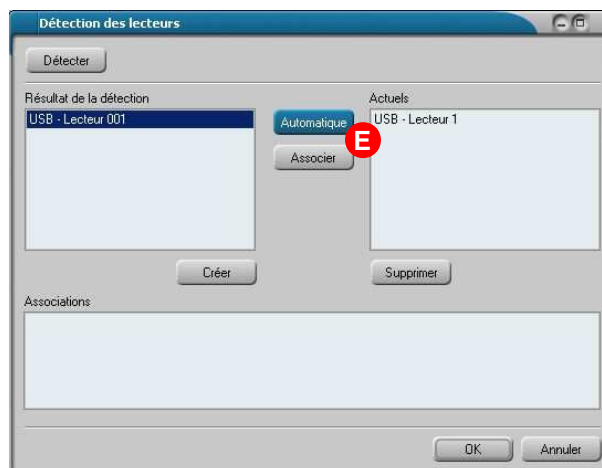 Détection des lecteurs
Détecter
Résultat de la détection
Actuels
USB - Lecteur 001
Automatique
USB - Lecteur 1
E
Associer
Créer
Supprimer
Associations
OK
Annuler